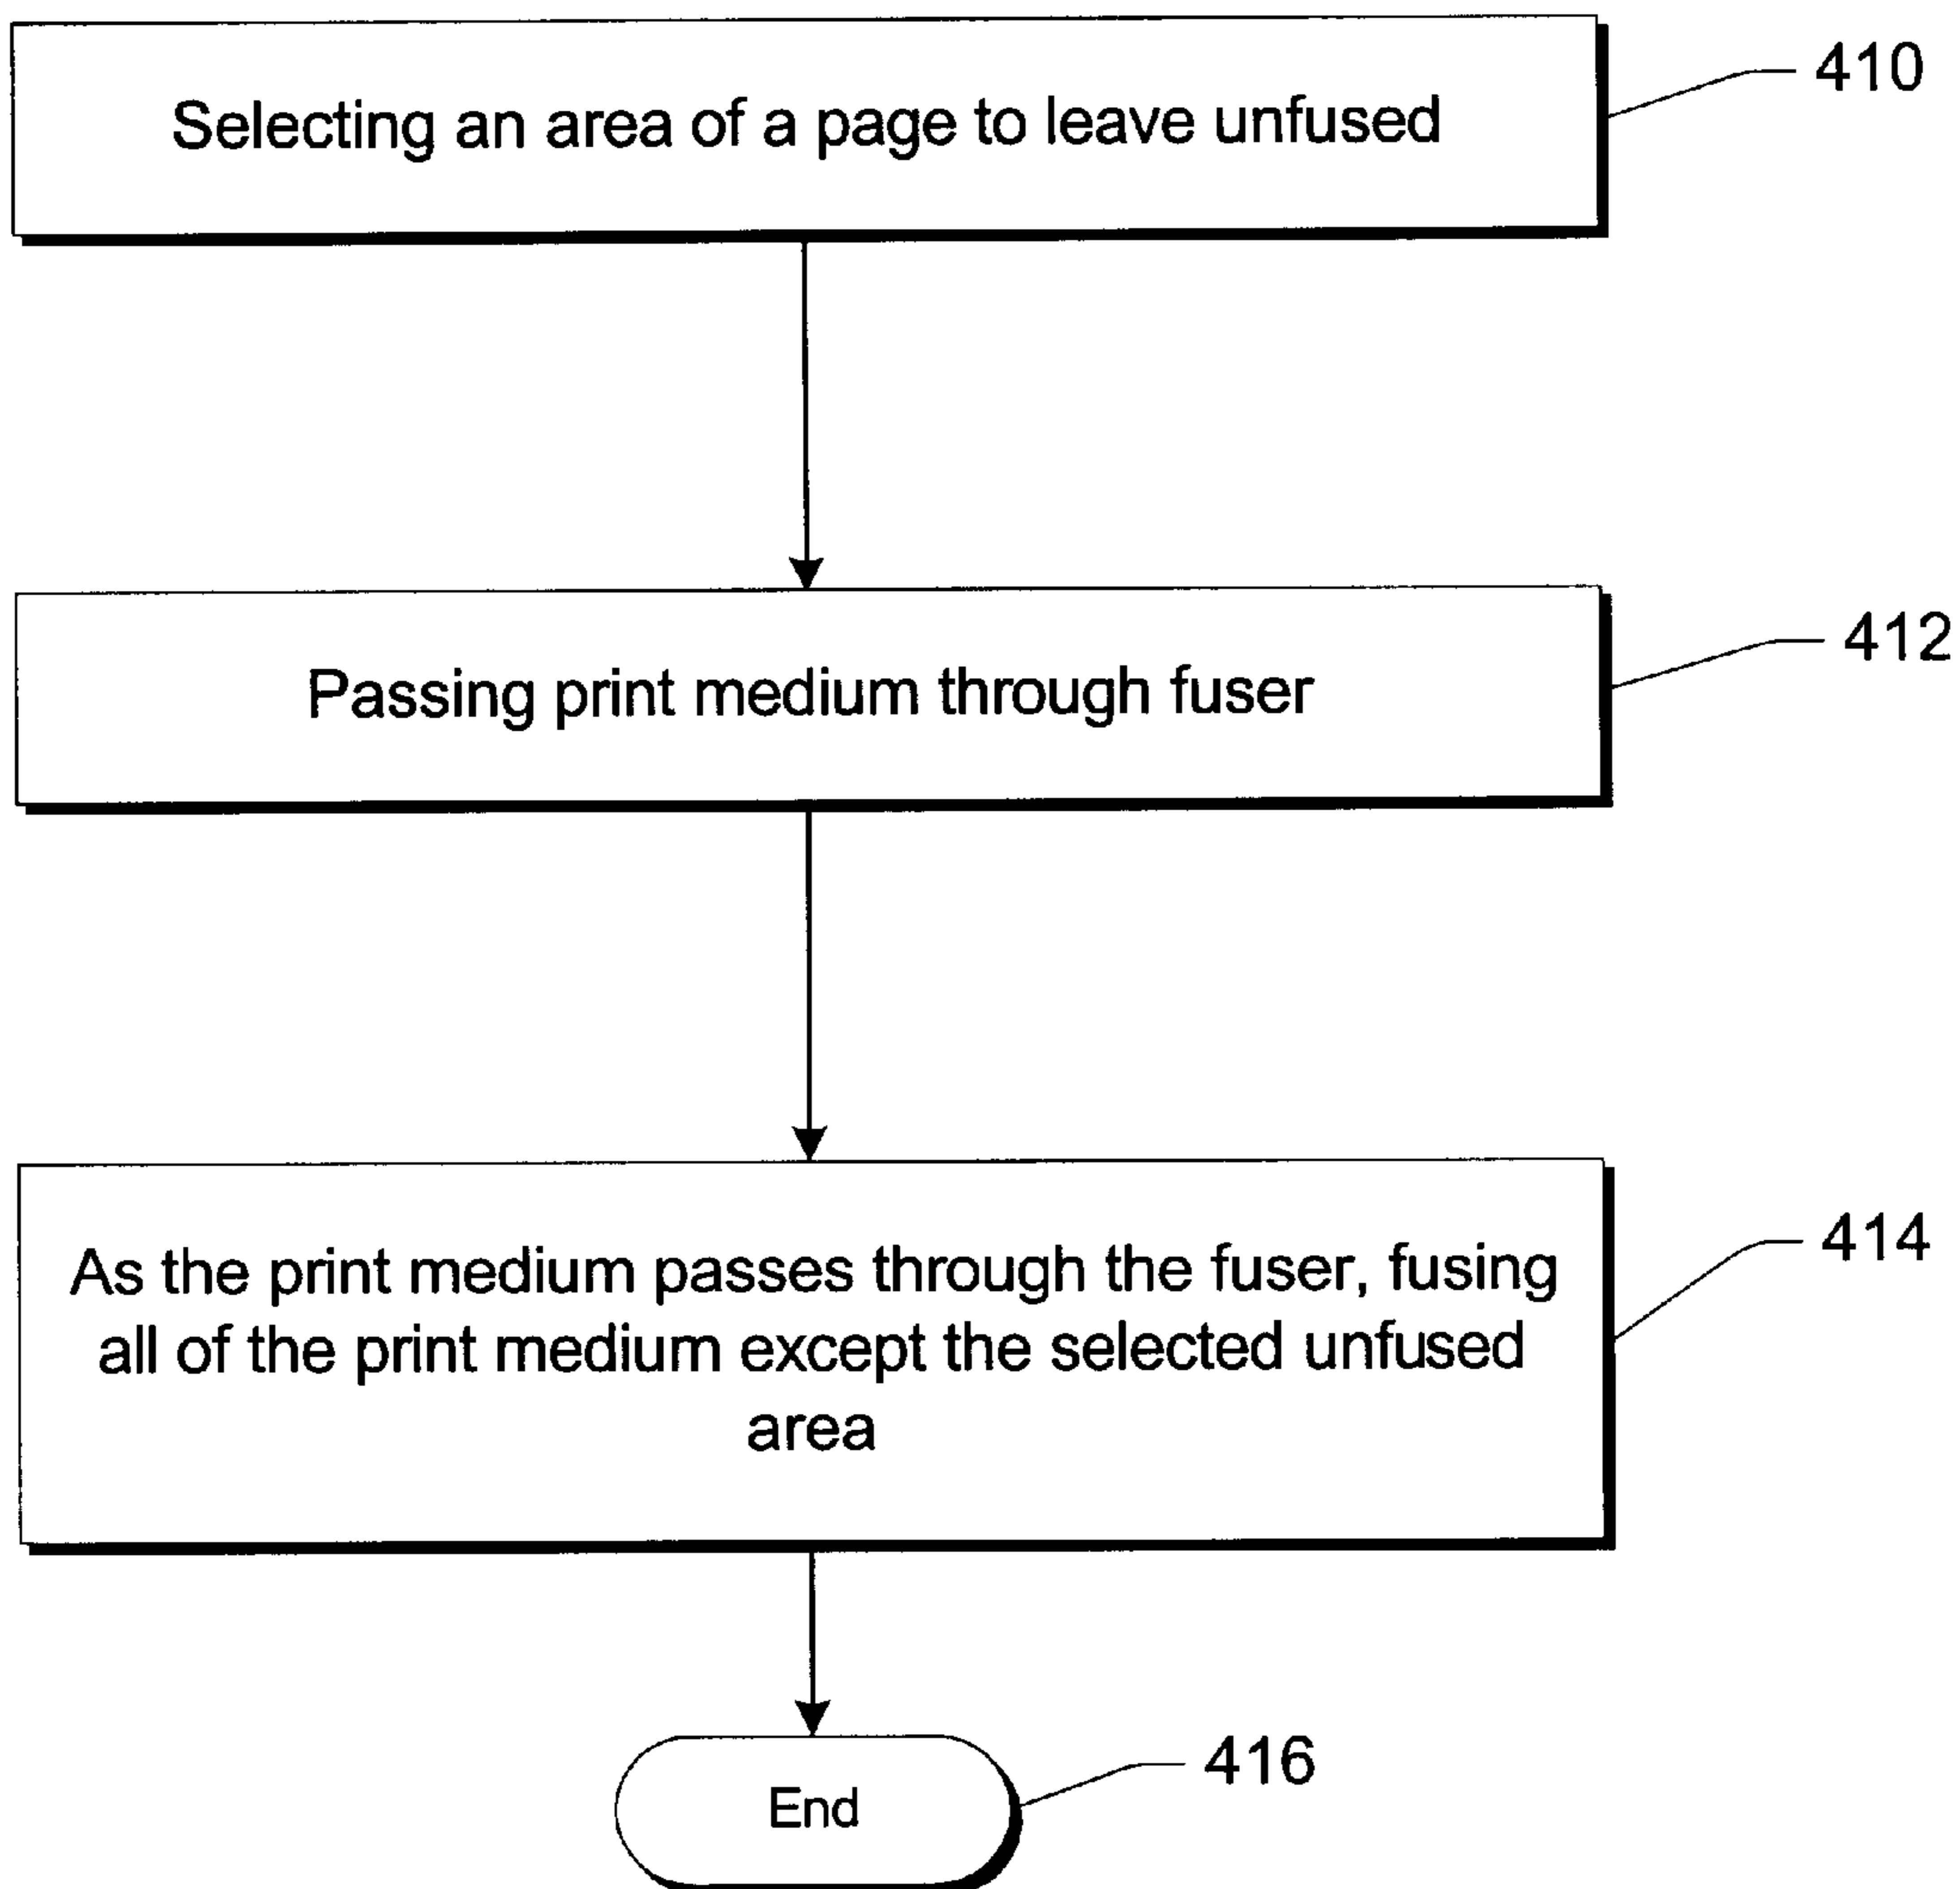 Selecting an area of a page to leave unfused
410
Passing print medium through fuser
412
As the print medium passes through the fuser, fusing
all of the print medium except the selected unfused
area
414
End
416